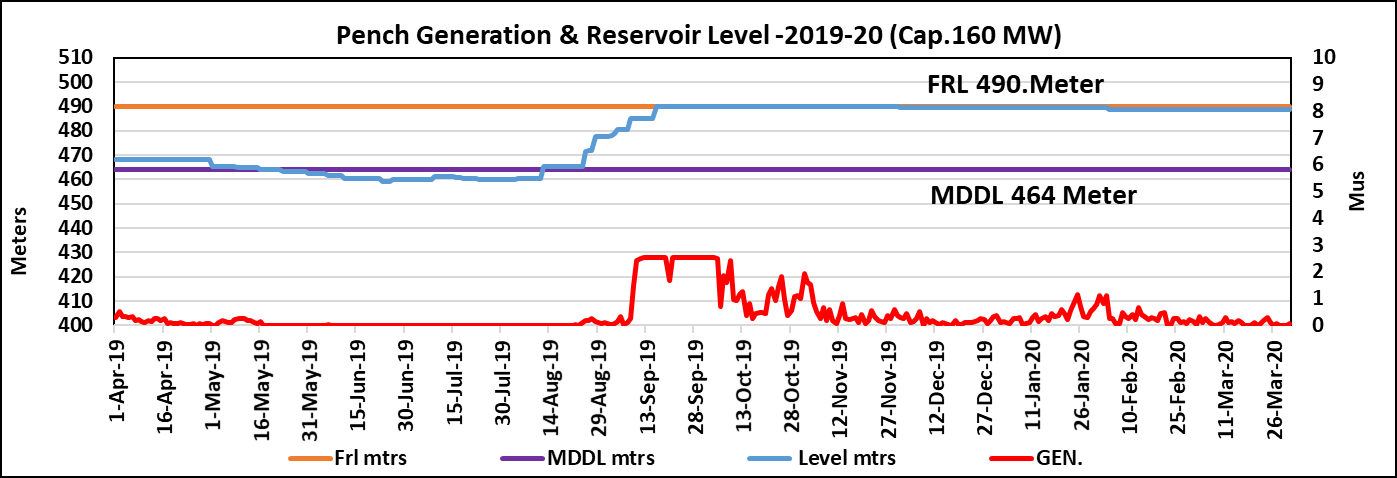 Pench Generation & Reservoir Level -2019-20 (Cap.160 MW)
510
500
490
480
470
460
450
440
430
420
410
400
Meters
10
9
8
7
6
5
4
3
2
1
0
Mus
FRL 490.Meter
MDDL 464 Meter
1-Apr-19
16-Apr-19
1-May-19
16-May-19
31-May-19
15-Jun-19
30-Jun-19
15-Jul-19
30-Jul-19
14-Aug-19
29-Aug-19
13-Sep-19
28-Sep-19
13-Oct-19
28-Oct-19
12-Nov-19
27-Nov-19
12-Dec-19
27-Dec-19
11-Jan-20
26-Jan-20
10-Feb-20
25-Feb-20
11-Mar-20
26-Mar-20
Frl mtrs
MDDL mtrs
Level mtrs
GEN.